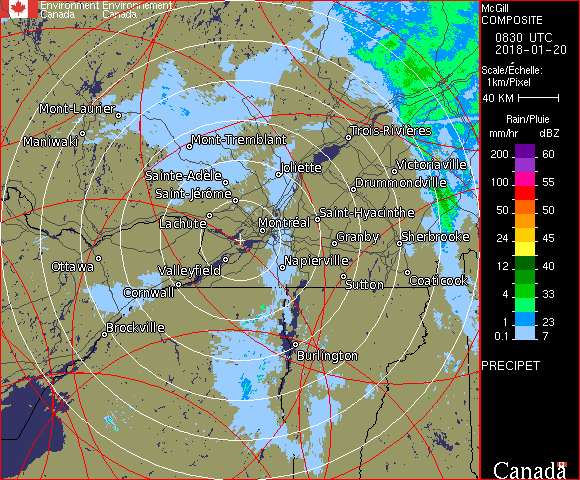 Environment Environnement
Canada Canada
McGill
COMPOSITE
0830 UTC
2018-01-20
Scale/Échelle:
1km/Pixel
40 KM
Rain/Pluie
mm/hr dBZ
200 60
100 55
50 50
24 45
12 40
4 33
1 23
0.1 7
PRECIPET
Canada
Mont-Laurier
Maniwaki
Mont-Tremblant
Trois-Rivières
Sainte-Adèle
Joliette
Victoriaville
Saint-Jérôme
Drummondville
Lachute
Montréal
Saint-Hyacinthe
Granby
Sherbrooke
Ottawa
Valleyfield
Napierville
Cornwall
Sutton
Coaticook
Brockville
Burlington